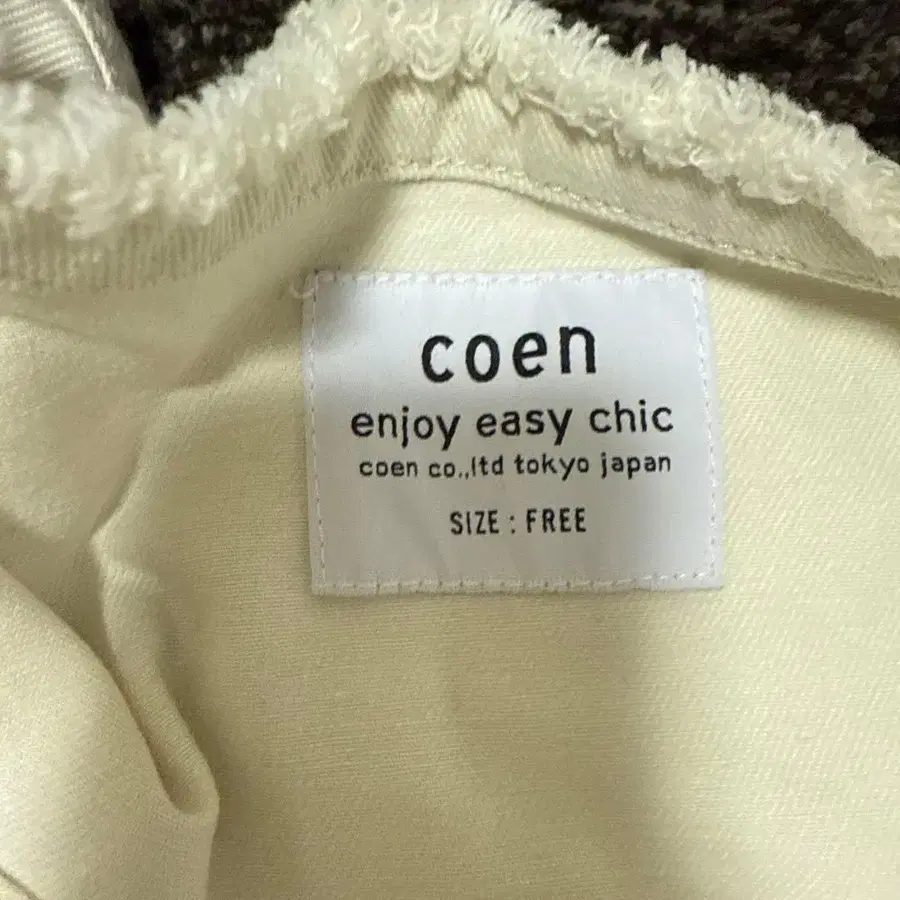 coen
enjoy easy chic
coen co.,ltd tokyo japan
SIZE : FREE